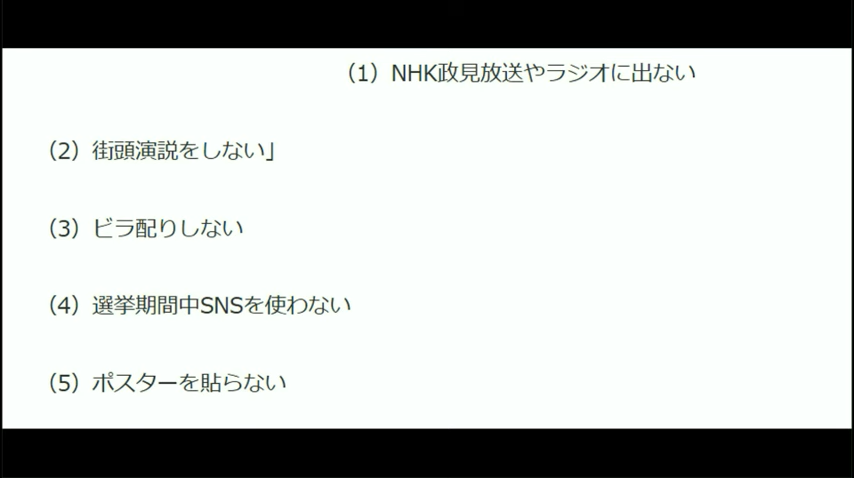 （1）NHK政見放送やラジオに出ない
（2）街頭演説をしない」
（3）ビラ配りしない
（4）選挙期間中SNSを使わない
（5）ポスターを貼らない